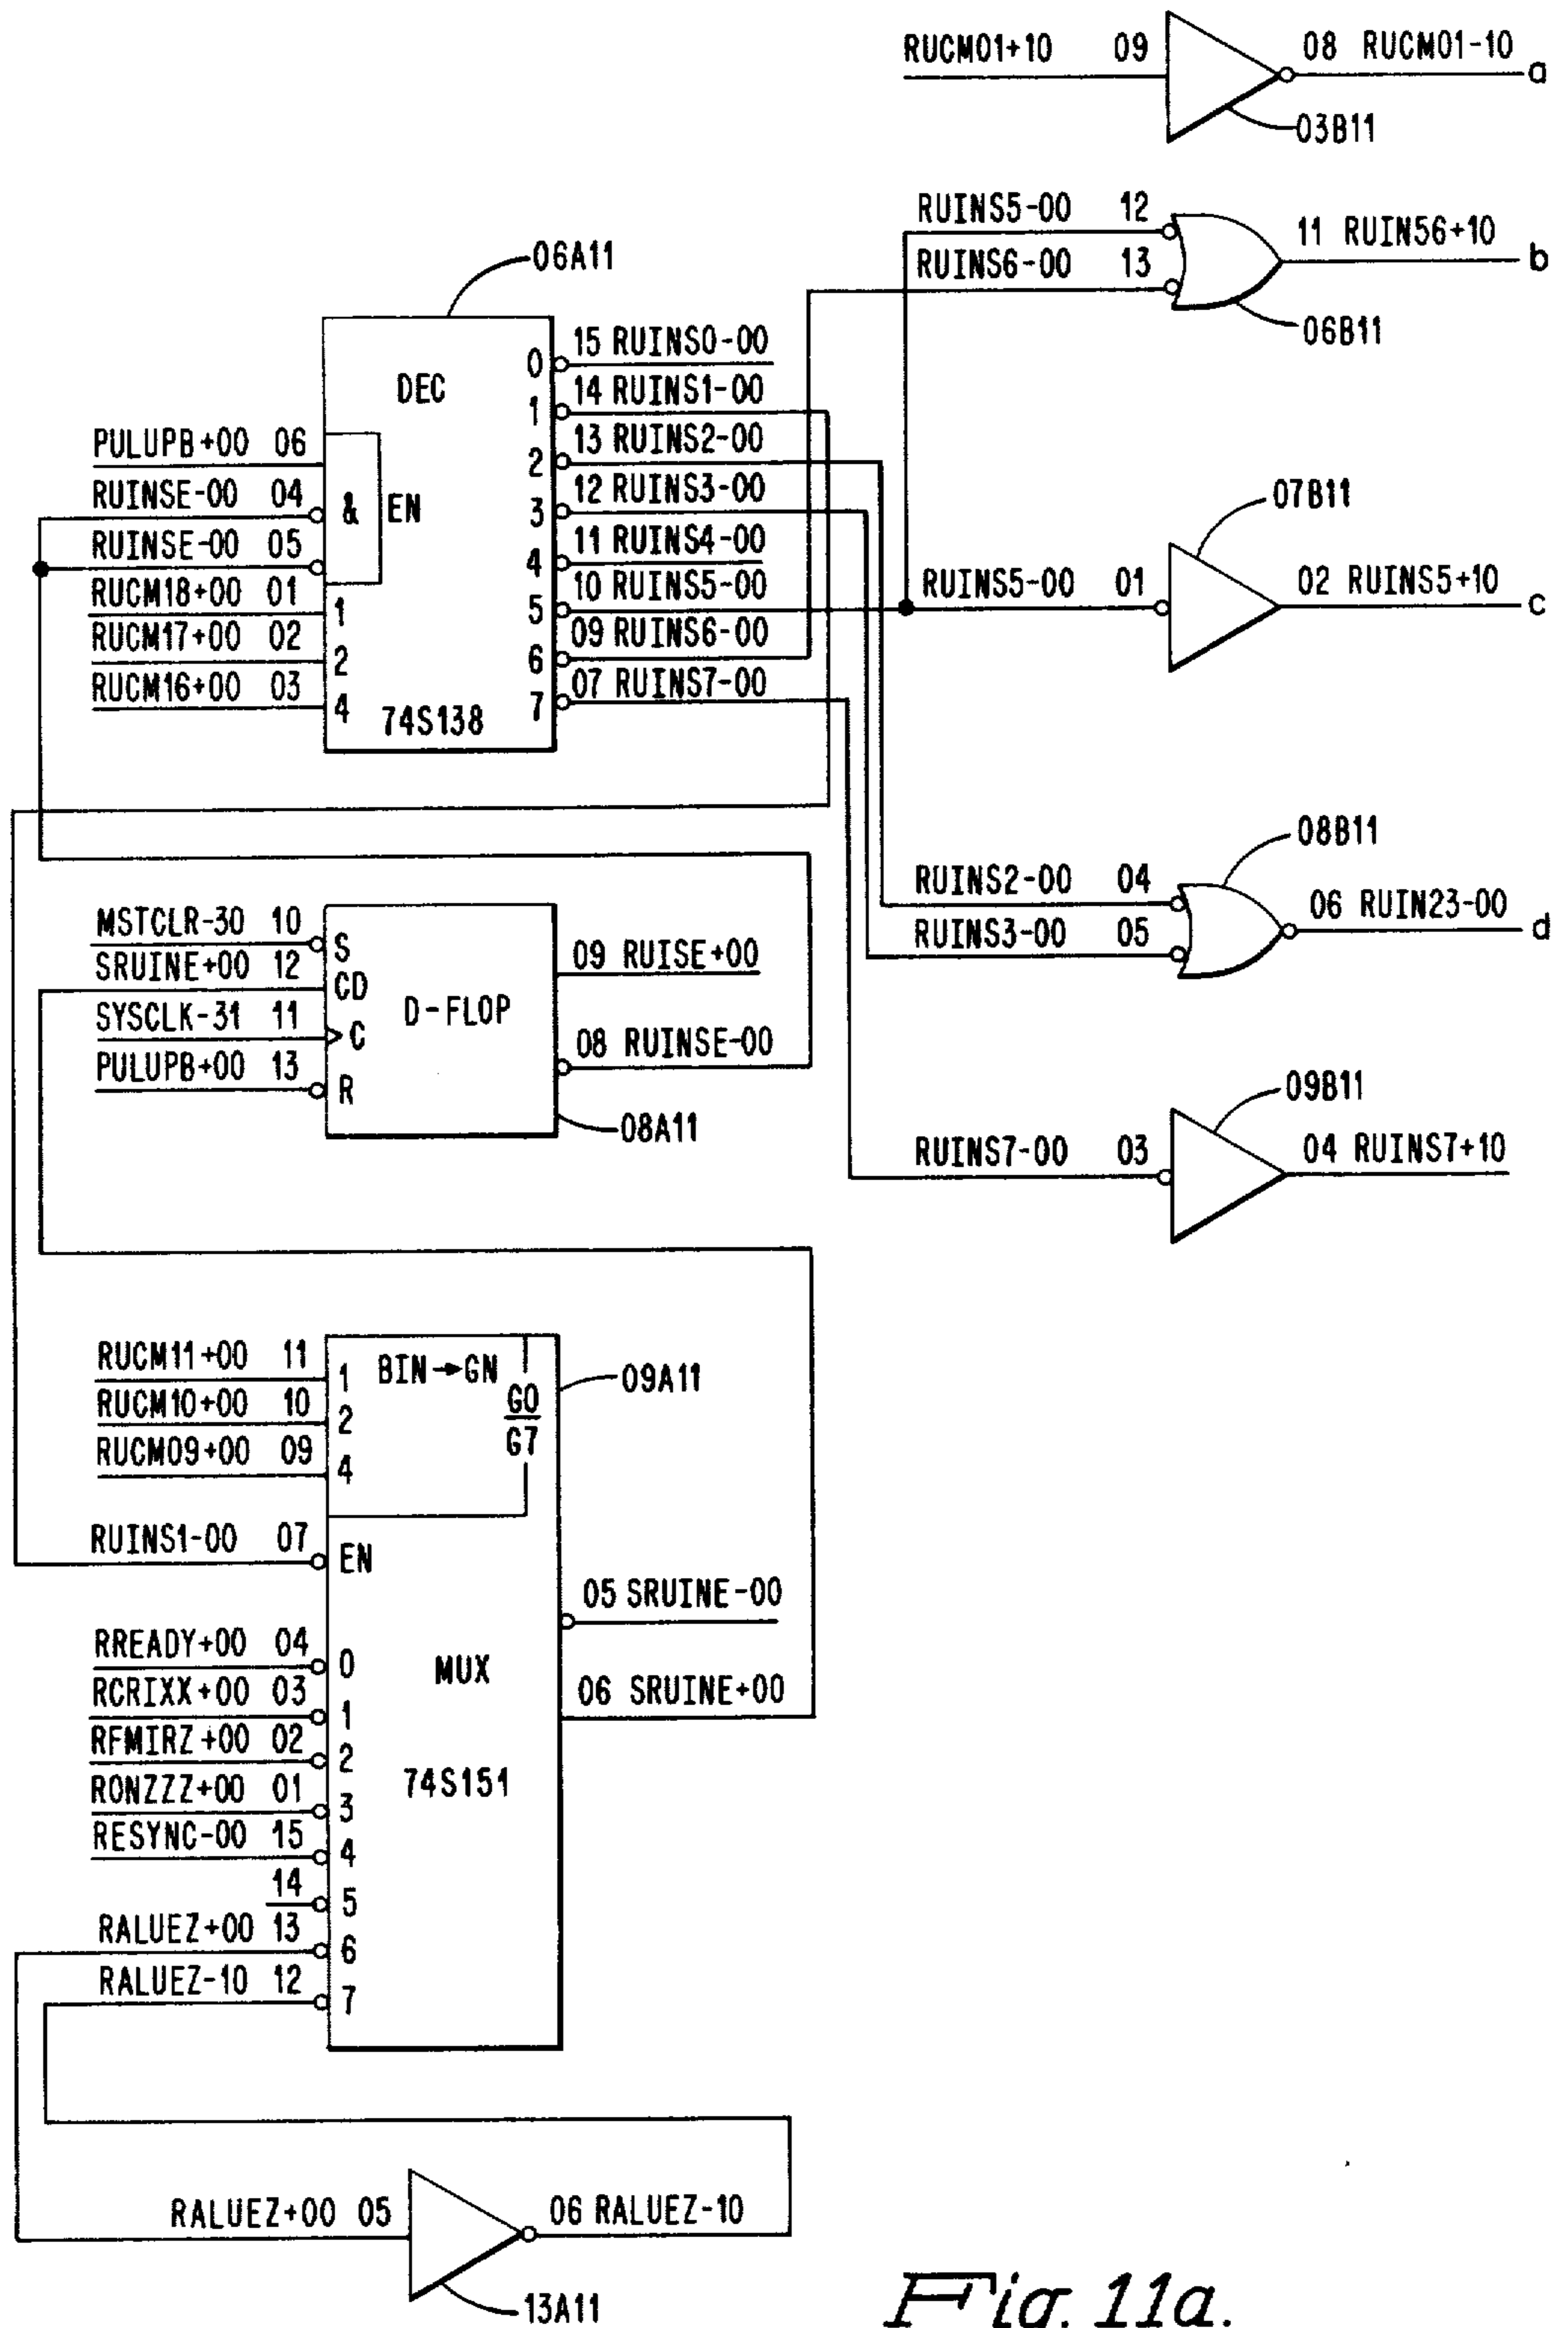 RUCM01+10 09
08 RUCM01-10 a
03B11
RUINS5-00 12
RUINS6-00 13
11 RUIN56+10 b
06B11
06A11
DEC
PULUPB+00 06
RUINSE-00 04
RUINSE-00 05
& EN
RUCM18+00 01 1
RUCM17+00 02 2
RUCM16+00 03 4
74S138
0 15 RUINS0-00
1 14 RUINS1-00
2 13 RUINS2-00
3 12 RUINS3-00
4 11 RUINS4-00
5 10 RUINS5-00
6 09 RUINS6-00
7 07 RUINS7-00
07B11
RUINS5-00 01
02 RUINS5+10 c
08B11
RUINS2-00 04
RUINS3-00 05
06 RUIN23-00 d
MSTCLR-30 10 S
SRUINE+00 12 CD
SYSCLK-31 11 C
PULUPB+00 13 R
D-FLOP
09 RUISE+00
08 RUINSE-00
08A11
09B11
RUINS7-00 03
04 RUINS7+10
RUCM11+00 11 1
RUCM10+00 10 2
RUCM09+00 09 4
BIN→GN
G0
G7
09A11
RUINS1-00 07 EN
05 SRUINE-00
06 SRUINE+00
MUX
74S151
RREADY+00 04 0
RCRIXX+00 03 1
RFMIRZ+00 02 2
RONZZZ+00 01 3
RESYNC-00 15 4
14 5
RALUEZ+00 13 6
RALUEZ-10 12 7
RALUEZ+00 05
06 RALUEZ-10
13A11
Fig. 11a.